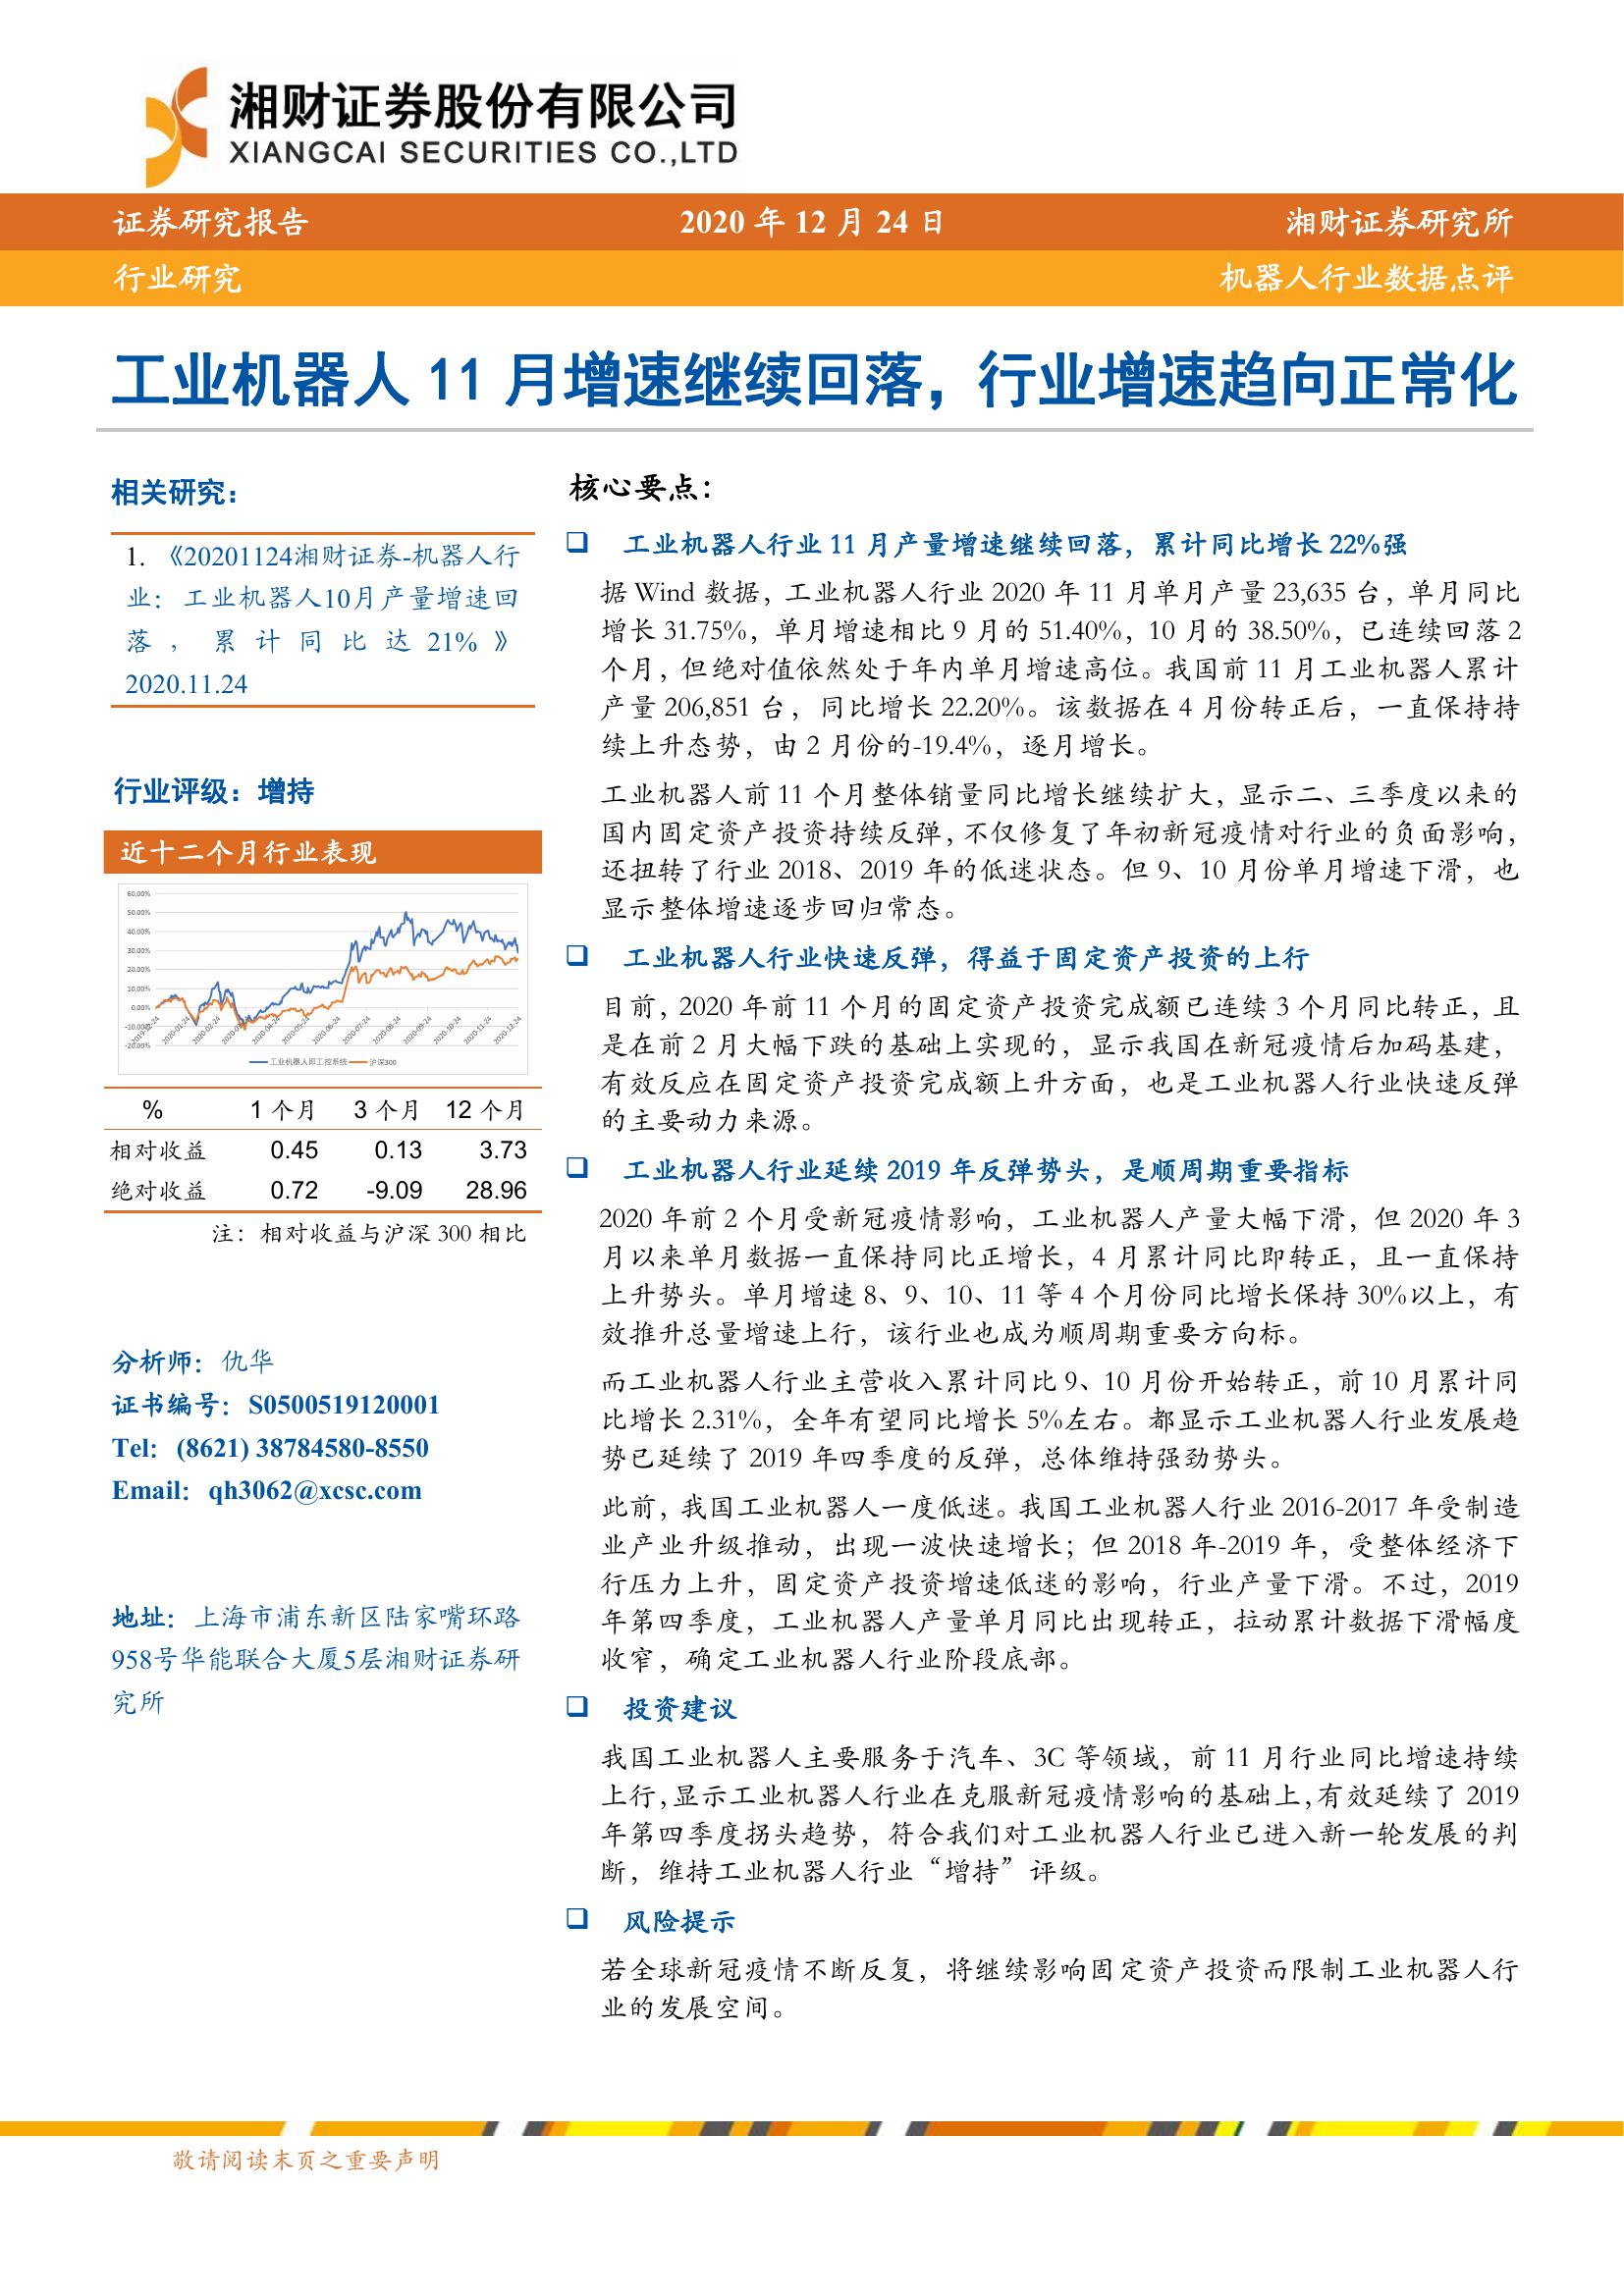 湘财证券股份有限公司
XIANGCAI SECURITIES CO.,LTD
证券研究报告 2020 年 12 月 24 日 湘财证券研究所
行业研究 机器人行业数据点评
工业机器人 11 月增速继续回落，行业增速趋向正常化
相关研究：
1. 《20201124湘财证券-机器人行
业：工业机器人10月产量增速回
落，累计同比达 21%》
2020.11.24
行业评级：增持
近十二个月行业表现
60.00%
50.00%
40.00%
30.00%
20.00%
10.00%
0.00%
-10.00%
-20.00%
2019-12-24 2020-01-24 2020-02-24 2020-03-24 2020-04-24 2020-05-24 2020-06-24 2020-07-24 2020-08-24 2020-09-24 2020-10-24 2020-11-24 2020-12-24
工业机器人即工控系统 沪深300
% 1 个月 3 个月 12 个月
相对收益 0.45 0.13 3.73
绝对收益 0.72 -9.09 28.96
注：相对收益与沪深 300 相比
分析师：仇华
证书编号：S0500519120001
Tel：(8621) 38784580-8550
Email：qh3062@xcsc.com
地址：上海市浦东新区陆家嘴环路
958号华能联合大厦5层湘财证券研
究所
核心要点：
❑ 工业机器人行业 11 月产量增速继续回落，累计同比增长 22%强
据 Wind 数据，工业机器人行业 2020 年 11 月单月产量 23,635 台，单月同比
增长 31.75%，单月增速相比 9 月的 51.40%，10 月的 38.50%，已连续回落 2
个月，但绝对值依然处于年内单月增速高位。我国前 11 月工业机器人累计
产量 206,851 台，同比增长 22.20%。该数据在 4 月份转正后，一直保持持
续上升态势，由 2 月份的-19.4%，逐月增长。
工业机器人前 11 个月整体销量同比增长继续扩大，显示二、三季度以来的
国内固定资产投资持续反弹，不仅修复了年初新冠疫情对行业的负面影响，
还扭转了行业 2018、2019 年的低迷状态。但 9、10 月份单月增速下滑，也
显示整体增速逐步回归常态。
❑ 工业机器人行业快速反弹，得益于固定资产投资的上行
目前，2020 年前 11 个月的固定资产投资完成额已连续 3 个月同比转正，且
是在前 2 月大幅下跌的基础上实现的，显示我国在新冠疫情后加码基建，
有效反应在固定资产投资完成额上升方面，也是工业机器人行业快速反弹
的主要动力来源。
❑ 工业机器人行业延续 2019 年反弹势头，是顺周期重要指标
2020 年前 2 个月受新冠疫情影响，工业机器人产量大幅下滑，但 2020 年 3
月以来单月数据一直保持同比正增长，4 月累计同比即转正，且一直保持
上升势头。单月增速 8、9、10、11 等 4 个月份同比增长保持 30%以上，有
效推升总量增速上行，该行业也成为顺周期重要方向标。
而工业机器人行业主营收入累计同比 9、10 月份开始转正，前 10 月累计同
比增长 2.31%，全年有望同比增长 5%左右。都显示工业机器人行业发展趋
势已延续了 2019 年四季度的反弹，总体维持强劲势头。
此前，我国工业机器人一度低迷。我国工业机器人行业 2016-2017 年受制造
业产业升级推动，出现一波快速增长；但 2018 年-2019 年，受整体经济下
行压力上升，固定资产投资增速低迷的影响，行业产量下滑。不过，2019
年第四季度，工业机器人产量单月同比出现转正，拉动累计数据下滑幅度
收窄，确定工业机器人行业阶段底部。
❑ 投资建议
我国工业机器人主要服务于汽车、3C 等领域，前 11 月行业同比增速持续
上行，显示工业机器人行业在克服新冠疫情影响的基础上，有效延续了 2019
年第四季度拐头趋势，符合我们对工业机器人行业已进入新一轮发展的判
断，维持工业机器人行业“增持”评级。
❑ 风险提示
若全球新冠疫情不断反复，将继续影响固定资产投资而限制工业机器人行
业的发展空间。
敬请阅读末页之重要声明